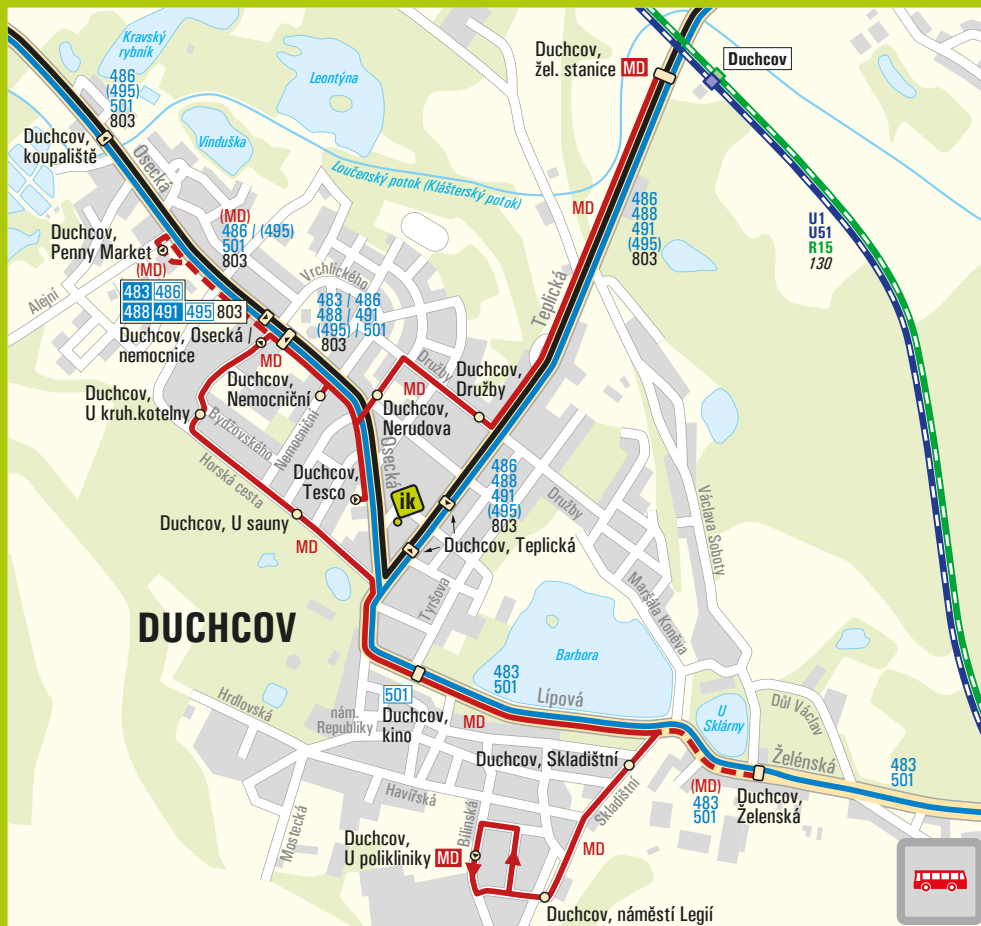 Kravský
rybník
Leontýna
Duchcov,
žel. stanice MD
Duchcov
486
(495)
501
803
Duchcov,
koupaliště
Osecká
Vinduška
Loučenský potok (Klášterský potok)
MD
486
488
491
(495)
803
U1
U51
R15
130
Duchcov,
Penny Market
(MD)
(MD)
486 / (495)
501
803
Alejní
Vrchlického
Teplická
483 486
488 491 495 803
Duchcov, Osecká /
nemocnice
483 / 486
488 / 491
(495) / 501
803
MD
Družby
MD
Duchcov,
Družby
Duchcov,
Nemocniční
Duchcov,
U kruh.kotelny
Duchcov,
Nerudova
Bydžovského
Nemocniční
Osecká
Horská cesta
Duchcov,
Tesco
ik
486
488
491
(495)
803
Družby
Václava Soboty
Duchcov, U sauny
MD
Duchcov, Teplická
Tyršova
Maršála Koněva
DUCHCOV
Barbora
483
501
Lípová
501
Duchcov,
kino
MD
Hrdlovská
nám.
Republiky
U
Sklárny
Důl Václav
Želénská
Duchcov, Skladištní
Havířská
Skladištní
(MD)
483
501
Duchcov,
Želenská
483
501
Mostecká
Bílinská
Duchcov,
U polikliniky MD
MD
Duchcov, náměstí Legií